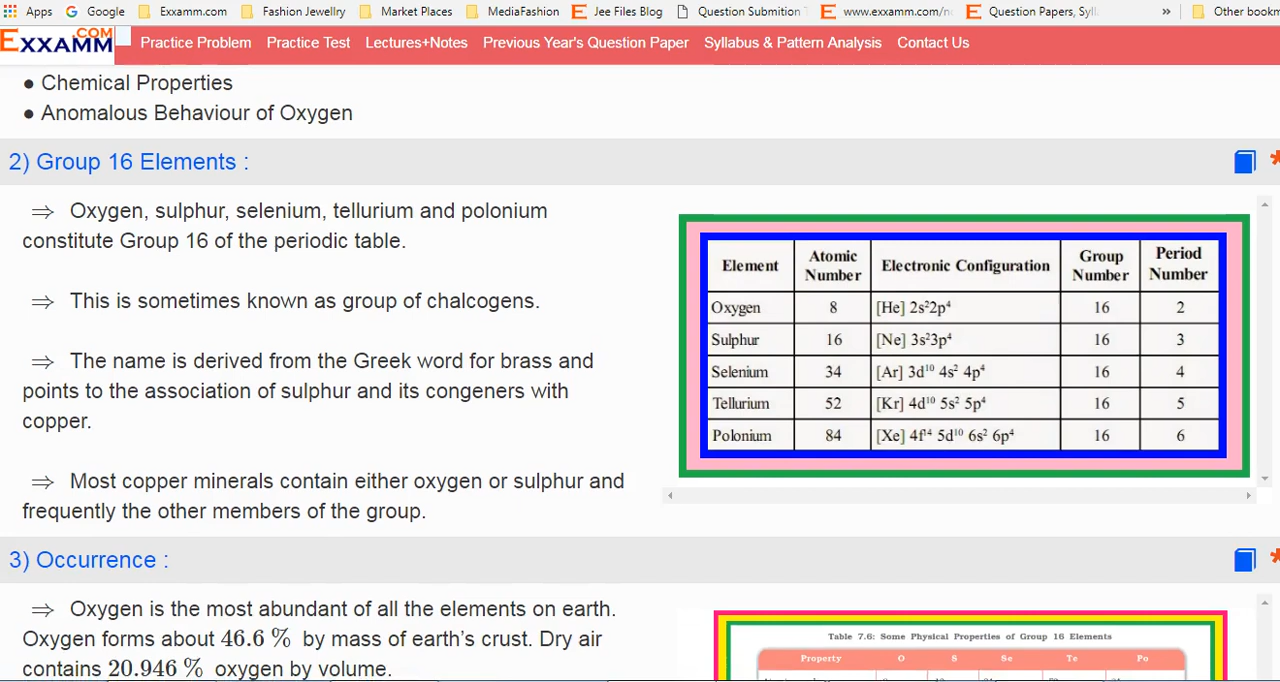 Apps Google Exxamm.com Fashion Jewellry Market Places MediaFashion Jee Files Blog Question Submition www.exxamm.com/n Question Papers, Syll » Other bookm
EXXAMM .COM Practice Problem Practice Test Lectures+Notes Previous Year's Question Paper Syllabus & Pattern Analysis Contact Us
● Chemical Properties
● Anomalous Behaviour of Oxygen
2) Group 16 Elements :
⇒ Oxygen, sulphur, selenium, tellurium and polonium
constitute Group 16 of the periodic table.
⇒ This is sometimes known as group of chalcogens.
⇒ The name is derived from the Greek word for brass and
points to the association of sulphur and its congeners with
copper.
⇒ Most copper minerals contain either oxygen or sulphur and
frequently the other members of the group.
Element Atomic Number Electronic Configuration Group Number Period Number
Oxygen 8 [He] 2s²2p⁴ 16 2
Sulphur 16 [Ne] 3s²3p⁴ 16 3
Selenium 34 [Ar] 3d¹⁰ 4s² 4p⁴ 16 4
Tellurium 52 [Kr] 4d¹⁰ 5s² 5p⁴ 16 5
Polonium 84 [Xe] 4f¹⁴ 5d¹⁰ 6s² 6p⁴ 16 6
3) Occurrence :
⇒ Oxygen is the most abundant of all the elements on earth.
Oxygen forms about 46.6 % by mass of earth's crust. Dry air
contains 20.946 % oxygen by volume.
Table 7.6: Some Physical Properties of Group 16 Elements
Property O S Se Te Po